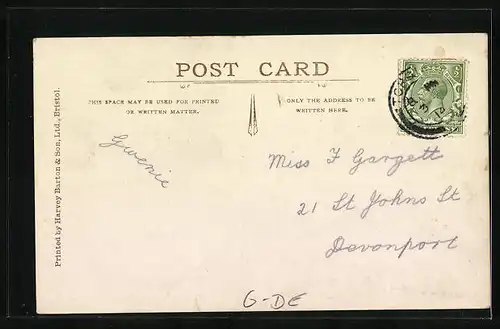 POST CARD
THIS SPACE MAY BE USED FOR PRINTED
OR WRITTEN MATTER.
ONLY THE ADDRESS TO BE
WRITTEN HERE.
Printed by Harvey Barton & Son, Ltd., Bristol.
Gwenie
Miss F Gargett
21 St Johns St
Devonport
G-DE